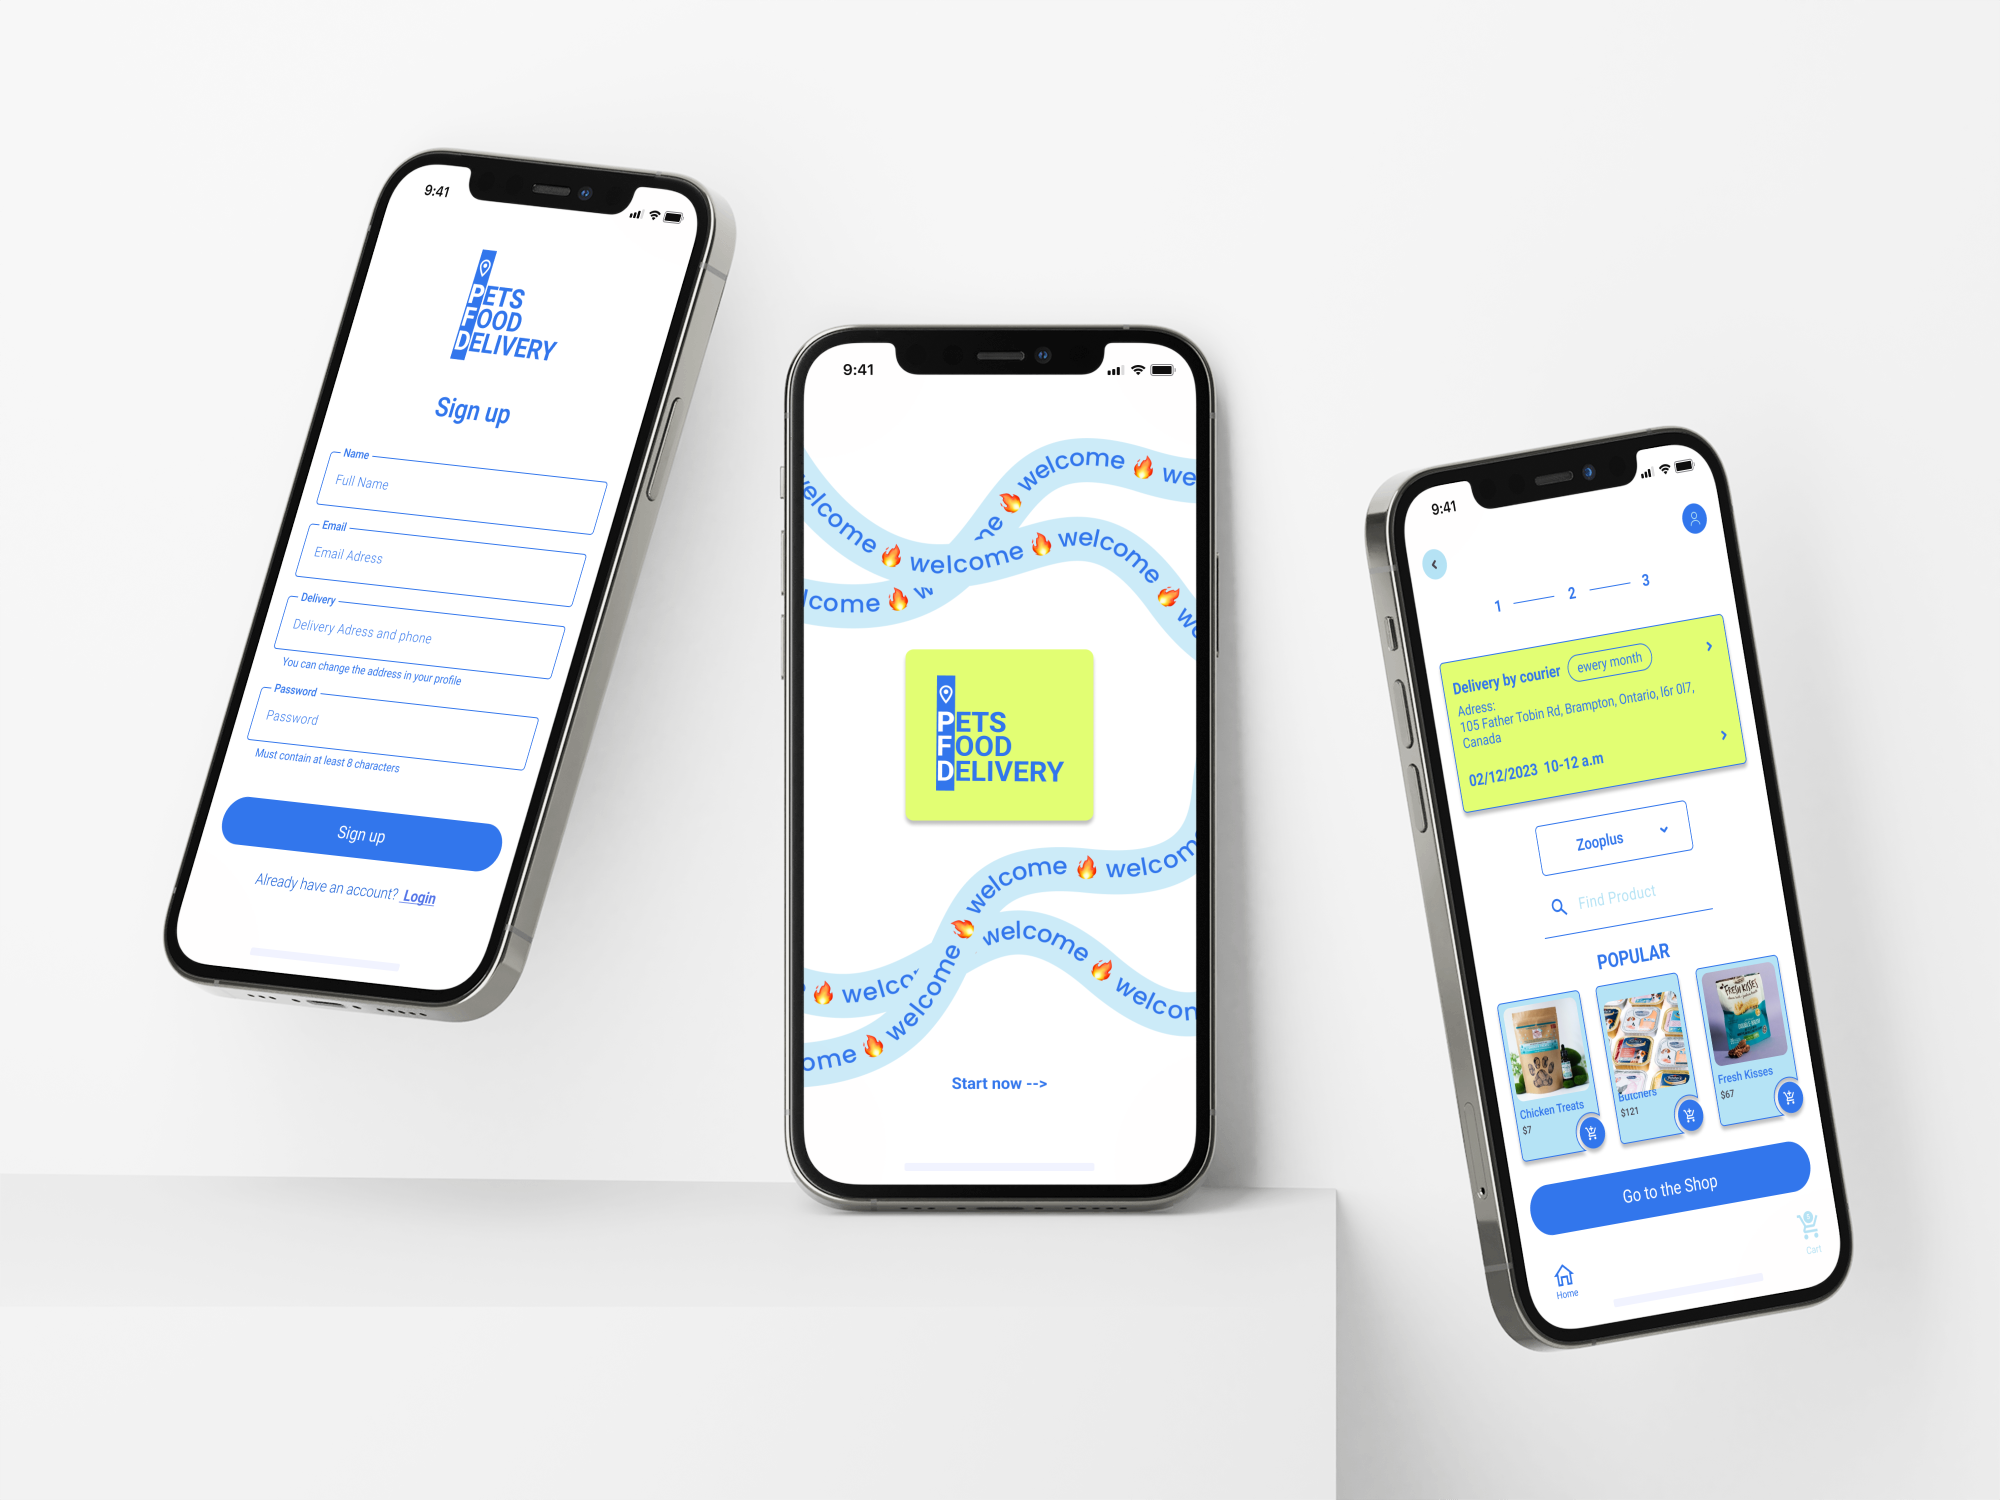 9:41
PETS
FOOD
DELIVERY
Sign up
Name
Full Name
Email
Email Adress
Delivery
Delivery Adress and phone
You can change the address in your profile
Password
Password
Must contain at least 8 characters
Sign up
Already have an account? Login
9:41
welcome 🔥 we
elcome 🔥 welcome 🔥 welcome 🔥 we
lcome 🔥 w
me 🔥
PETS
FOOD
DELIVERY
welcome 🔥 welcom
🔥 welco
welcome 🔥 welcon
ome 🔥 welcome 🔥
Start now -->
9:41
1 2 3
Delivery by courier ewery month
Adress:
105 Father Tobin Rd, Brampton, Ontario, l6r 0l7,
Canada
02/12/2023 10-12 a.m
Zooplus
Find Product
POPULAR
FRESH KISSES
Chicken Treats
$7
Butchers
$121
Fresh Kisses
$67
Go to the Shop
Home
Cart